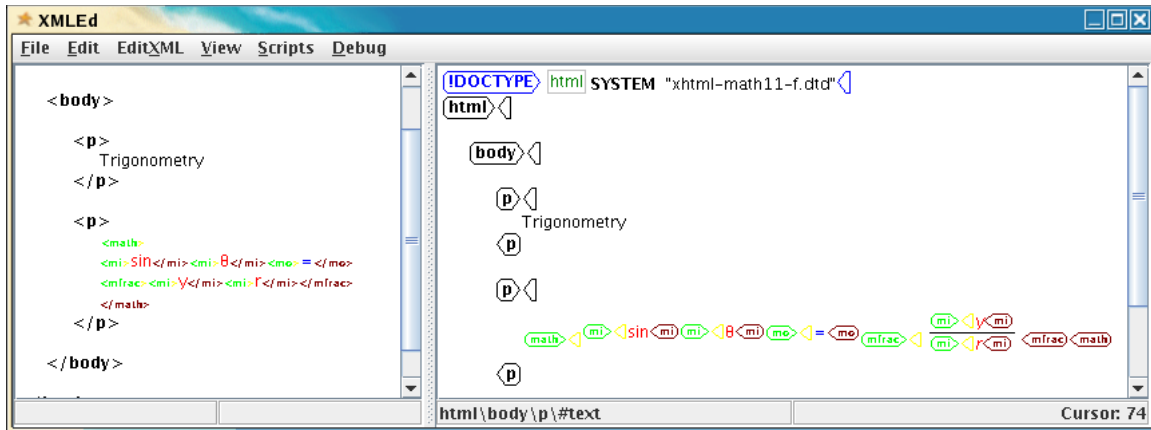 XMLEd
File Edit EditXML View Scripts Debug
<body>
<p>
Trigonometry
</p>
<p>
<math>
<mi>sin</mi><mi>θ</mi><mo>=</mo>
<mfrac><mi>y</mi><mi>r</mi></mfrac>
</math>
</p>
</body>
!DOCTYPE html SYSTEM "xhtml-math11-f.dtd"
html
body
p
Trigonometry
p
p
mi y mi
math mi sin mi mi θ mi mo = mo mfrac mfrac math
mi r mi
p
html\body\p\#text
Cursor: 74